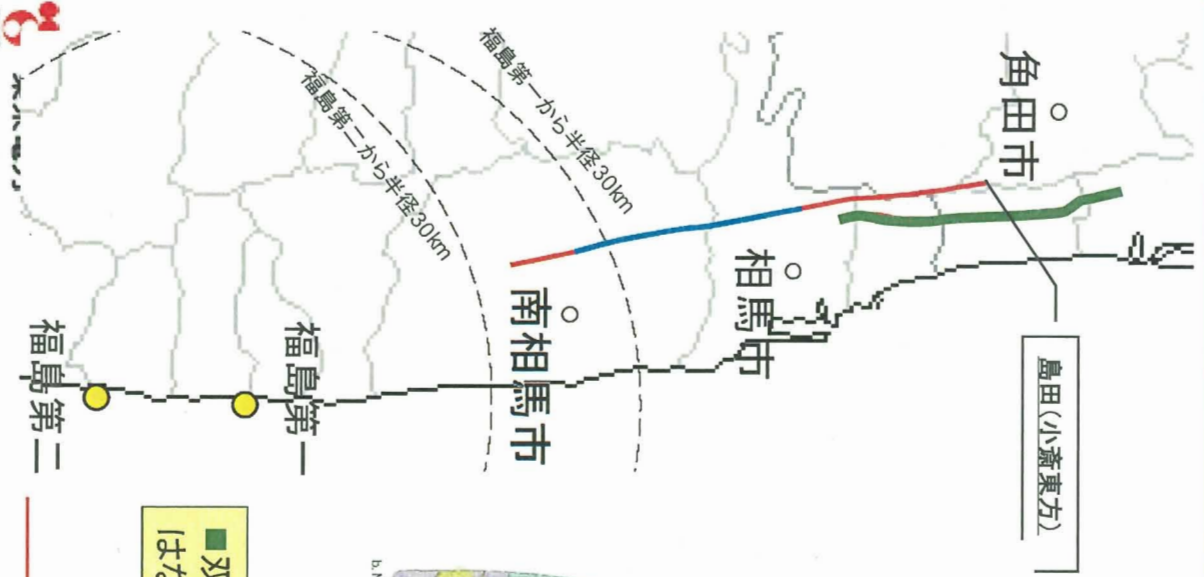 角田市
福島第一から半径30km
福島第二から半径30km
相馬市
島田(小斎東方)
南相馬市
福島第一
福島第二
はな